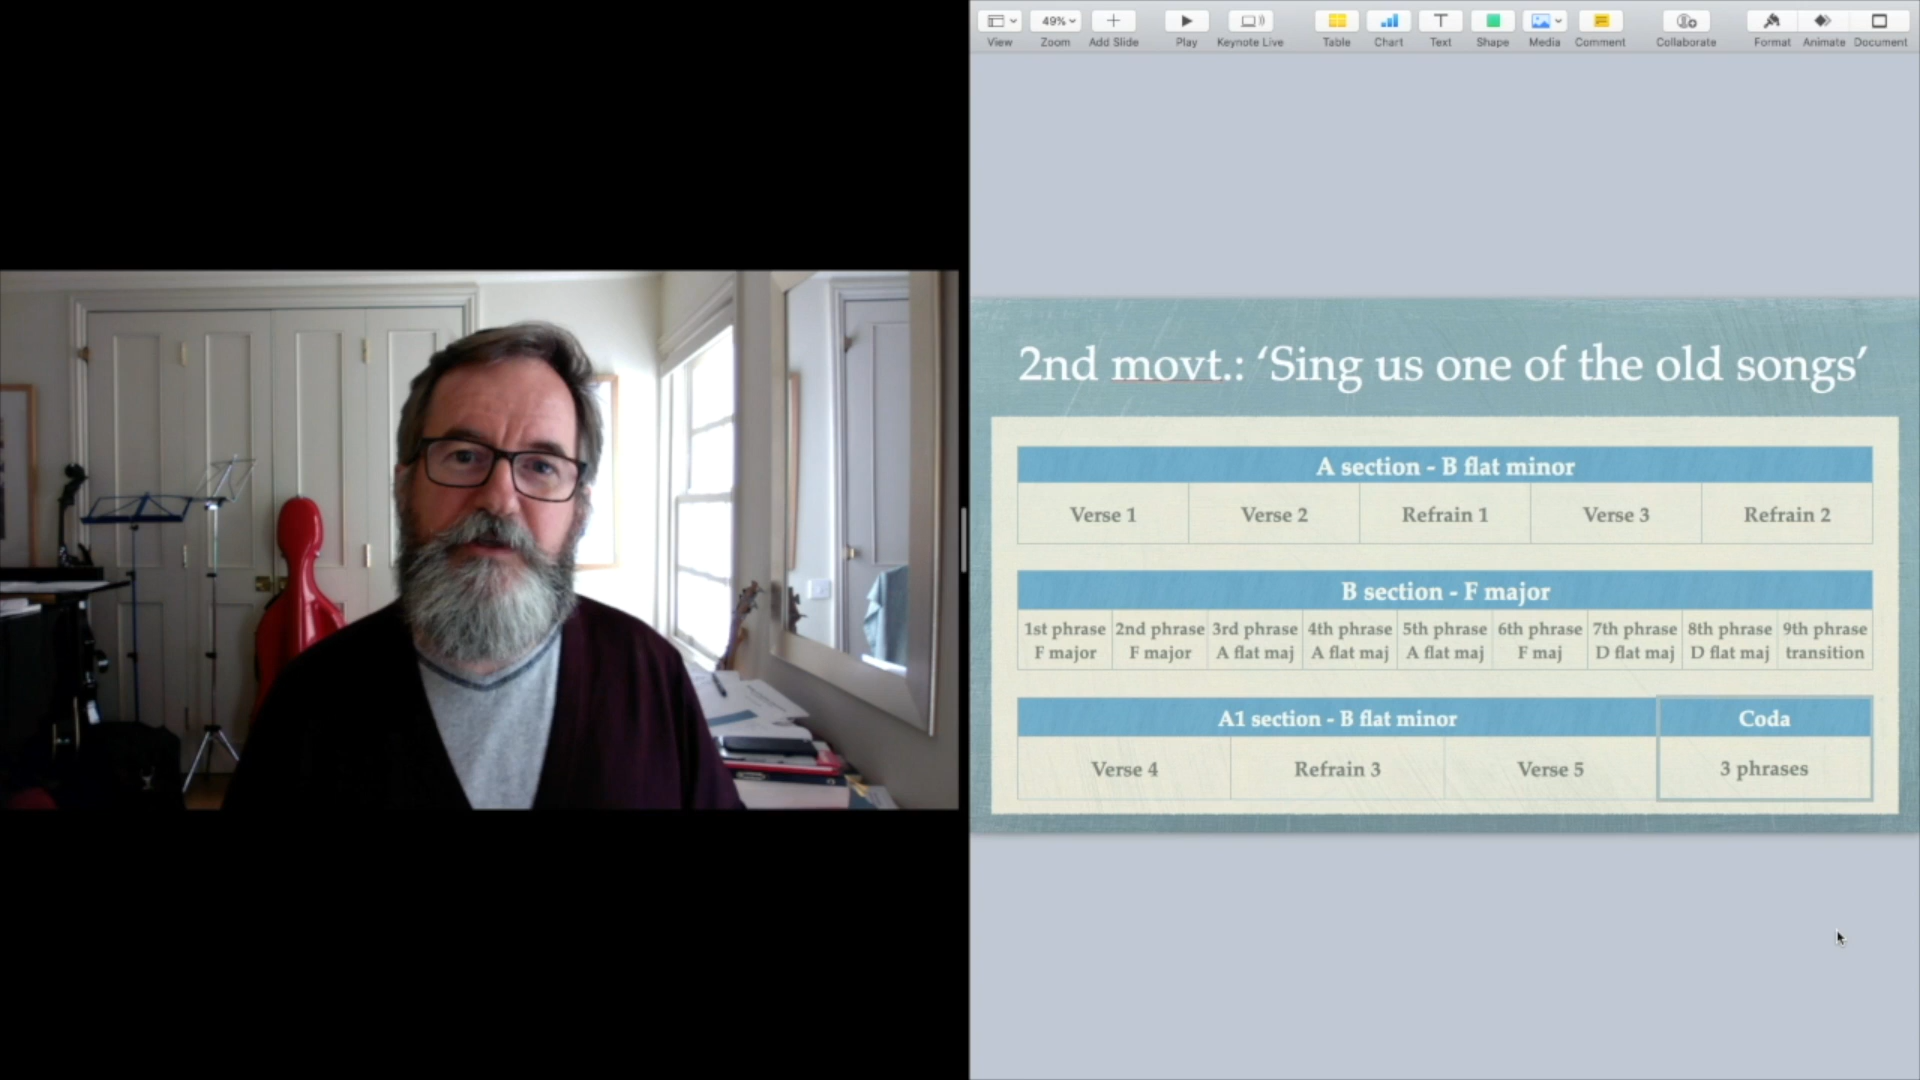 49%
View
Zoom
Add Slide
Play
Keynote Live
Table
Chart
Text
Shape
Media
Comment
Collaborate
Format
Animate
Document
2nd movt.: ‘Sing us one of the old songs’
A section - B flat minor
Verse 1
Verse 2
Refrain 1
Verse 3
Refrain 2
B section - F major
1st phrase
F major
2nd phrase
F major
3rd phrase
A flat maj
4th phrase
A flat maj
5th phrase
A flat maj
6th phrase
F maj
7th phrase
D flat maj
8th phrase
D flat maj
9th phrase
transition
A1 section - B flat minor
Coda
Verse 4
Refrain 3
Verse 5
3 phrases